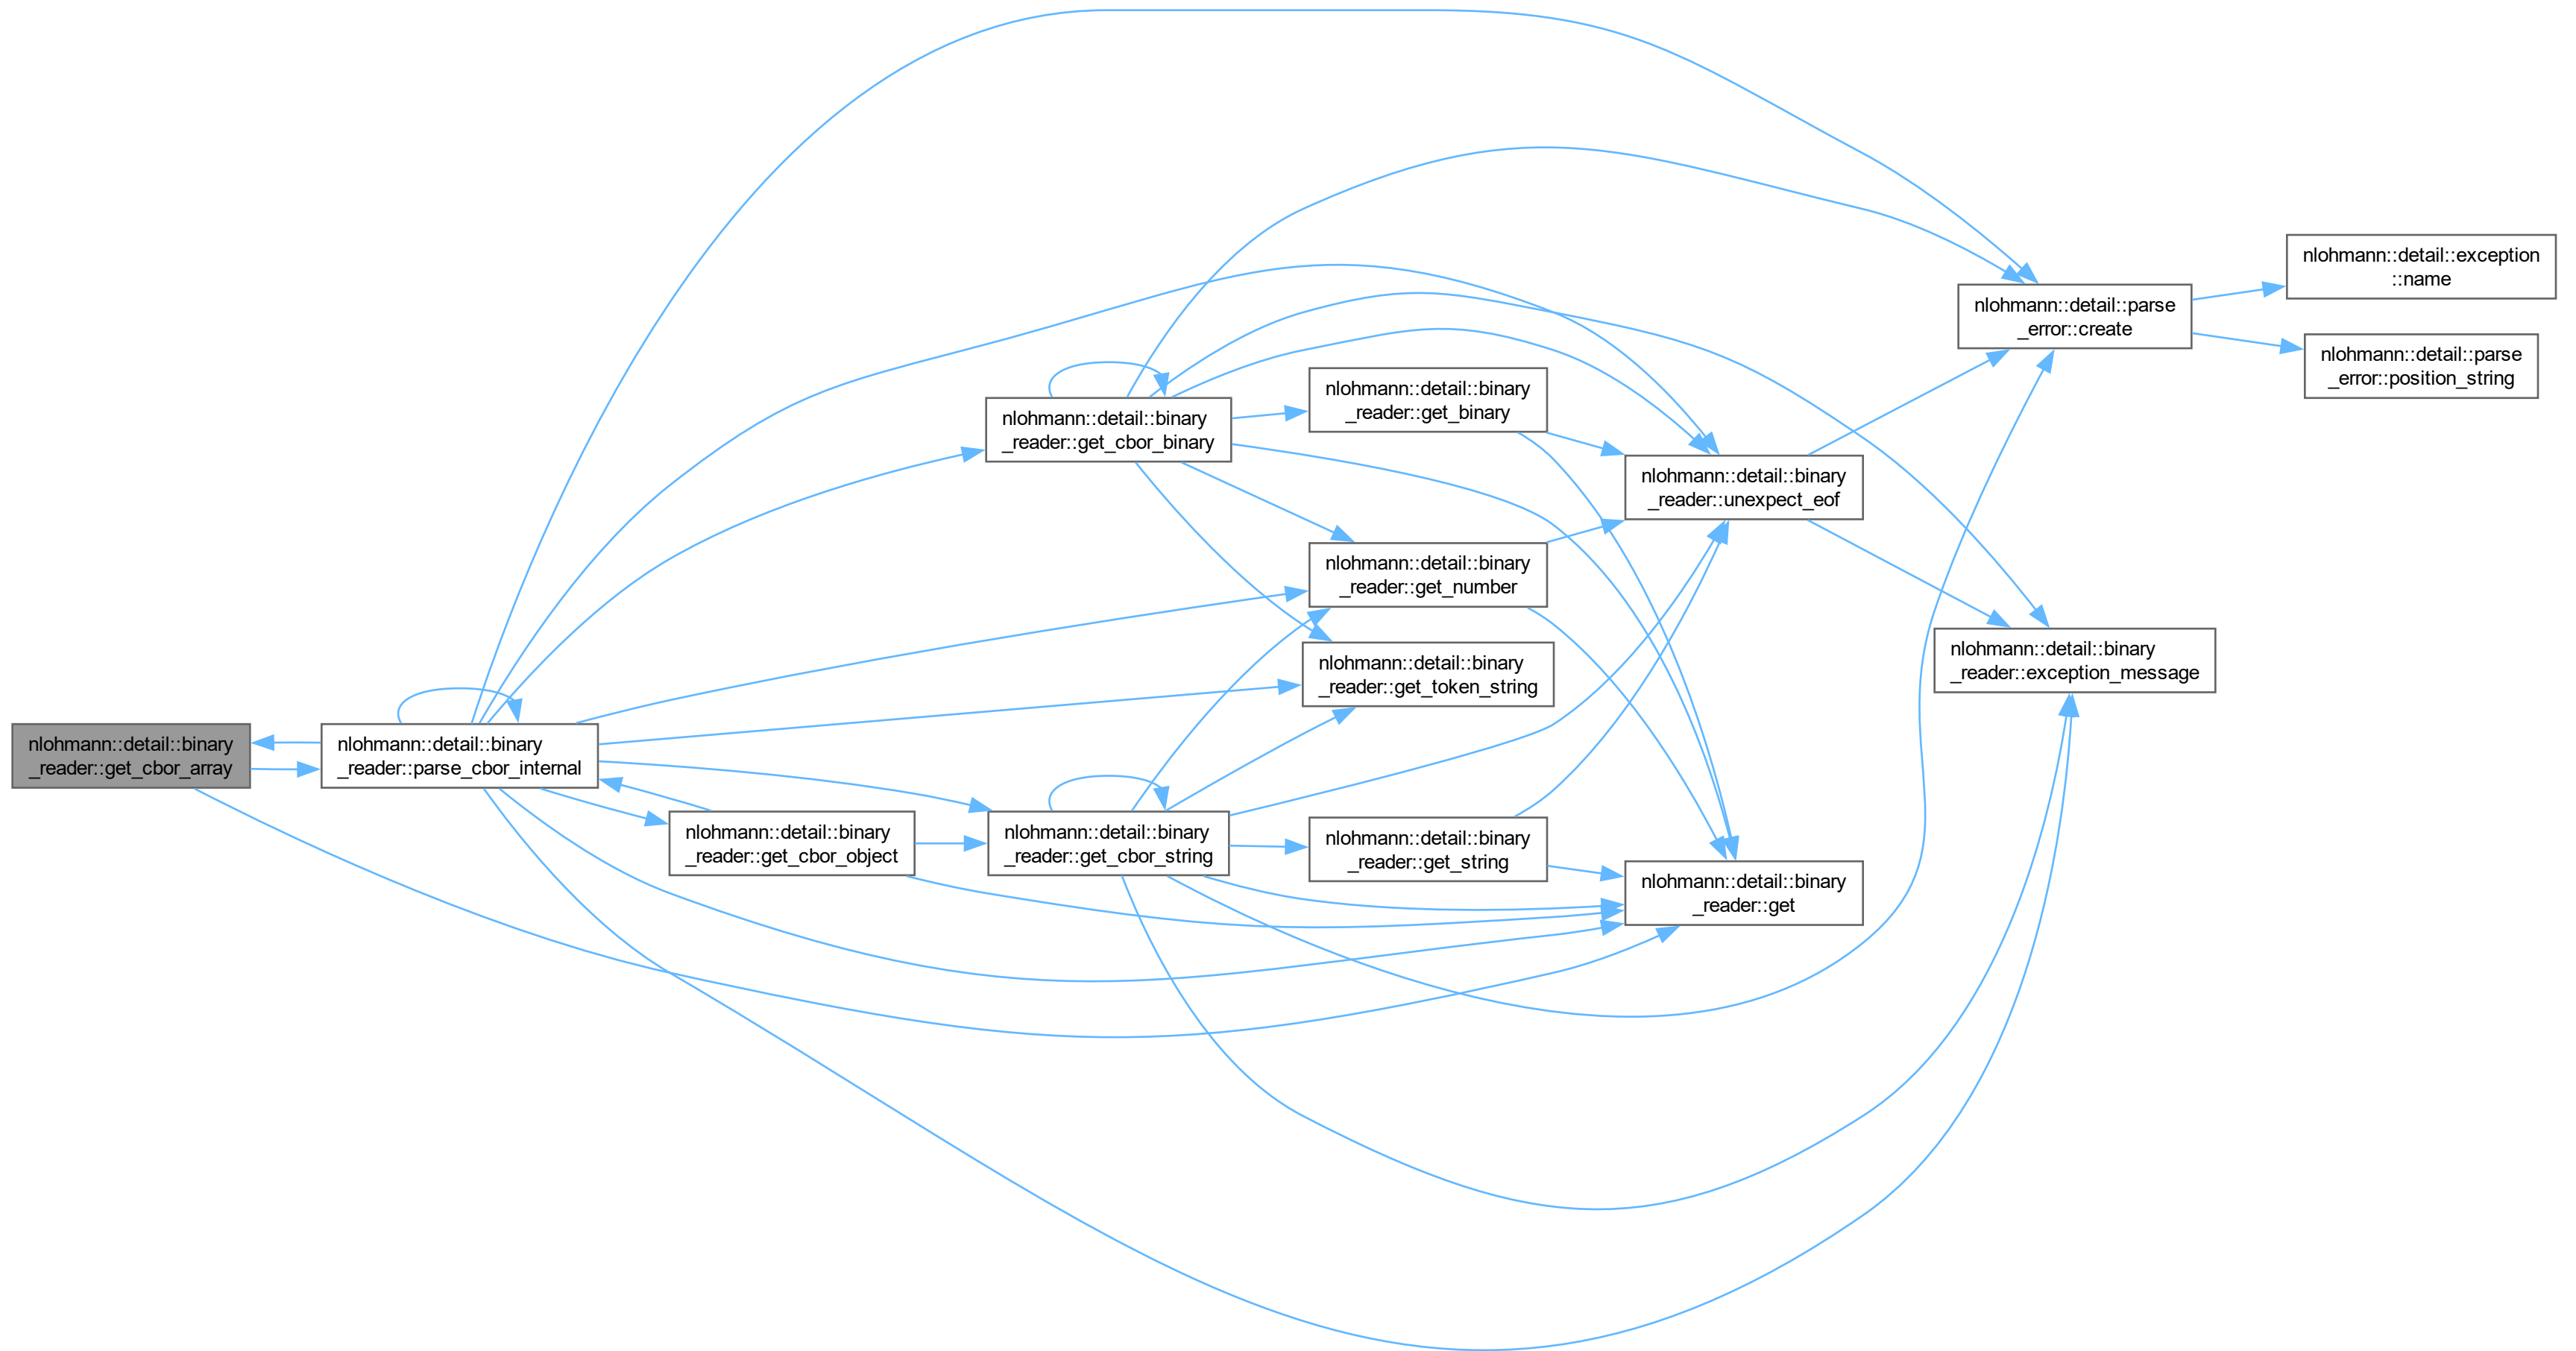 nlohmann::detail::exception
::name
nlohmann::detail::parse
_error::create
nlohmann::detail::parse
_error::position_string
nlohmann::detail::binary
_reader::get_binary
nlohmann::detail::binary
_reader::get_cbor_binary
nlohmann::detail::binary
_reader::unexpect_eof
nlohmann::detail::binary
_reader::get_number
nlohmann::detail::binary
_reader::get_token_string
nlohmann::detail::binary
_reader::exception_message
nlohmann::detail::binary
_reader::get_cbor_array
nlohmann::detail::binary
_reader::parse_cbor_internal
nlohmann::detail::binary
_reader::get_cbor_object
nlohmann::detail::binary
_reader::get_cbor_string
nlohmann::detail::binary
_reader::get_string
nlohmann::detail::binary
_reader::get